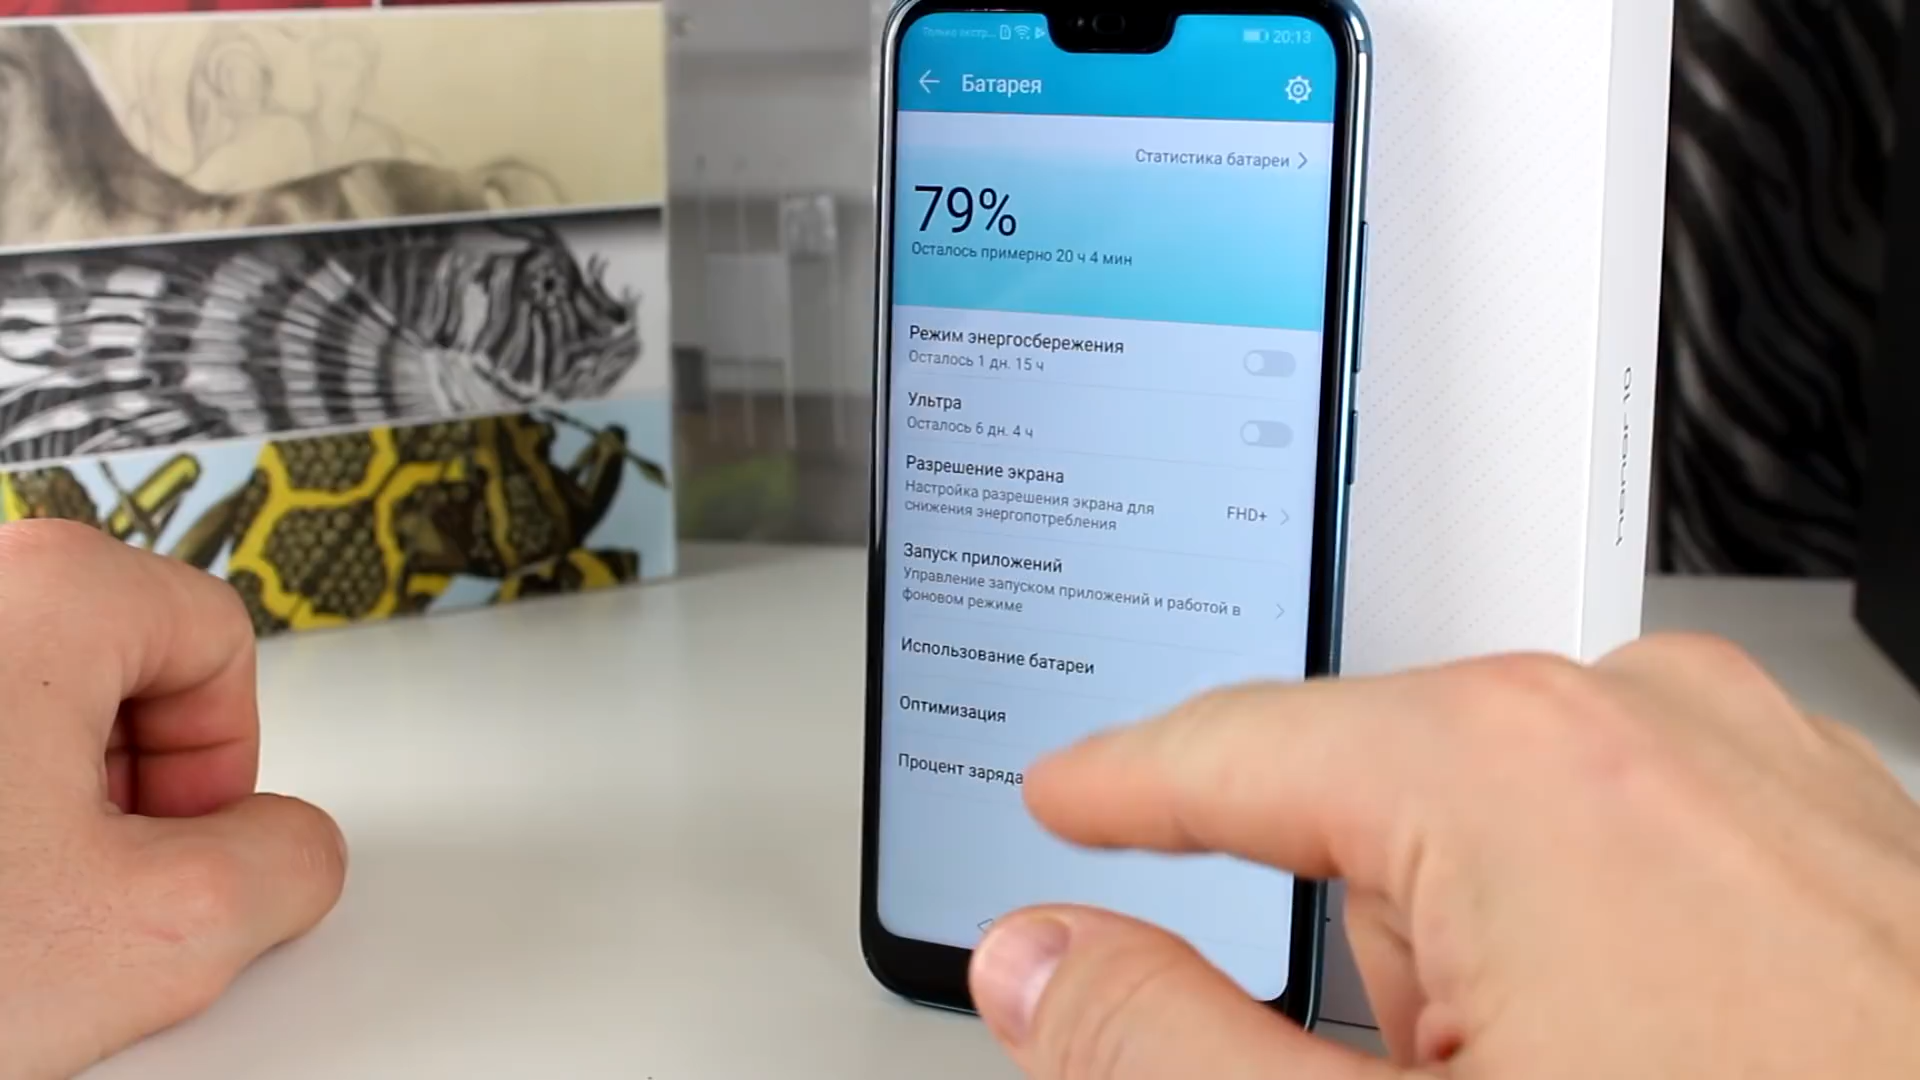 Только экстр...
20:13
Батарея
Статистика батареи
79%
Осталось примерно 20 ч 4 мин
Режим энергосбережения
Осталось 1 дн. 15 ч
Ультра
Осталось 6 дн. 4 ч
Разрешение экрана
Настройка разрешения экрана для
снижения энергопотребления
FHD+
Запуск приложений
Управление запуском приложений и работой в
фоновом режиме
Использование батареи
Оптимизация
Процент заряда
honor 10